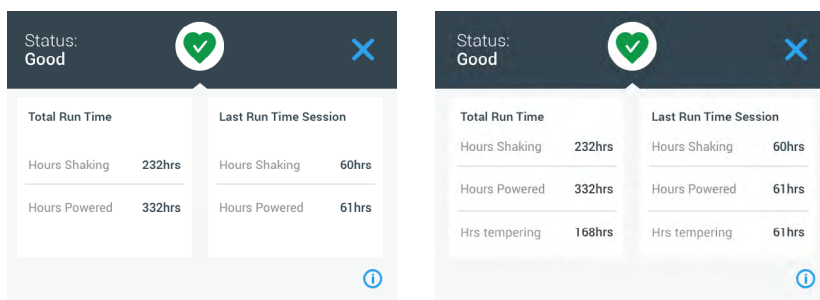 Status:
Good
Total Run Time
Hours Shaking 232hrs
Hours Powered 332hrs
Last Run Time Session
Hours Shaking 60hrs
Hours Powered 61hrs
Status:
Good
Total Run Time
Hours Shaking 232hrs
Hours Powered 332hrs
Hrs tempering 168hrs
Last Run Time Session
Hours Shaking 60hrs
Hours Powered 61hrs
Hrs tempering 61hrs